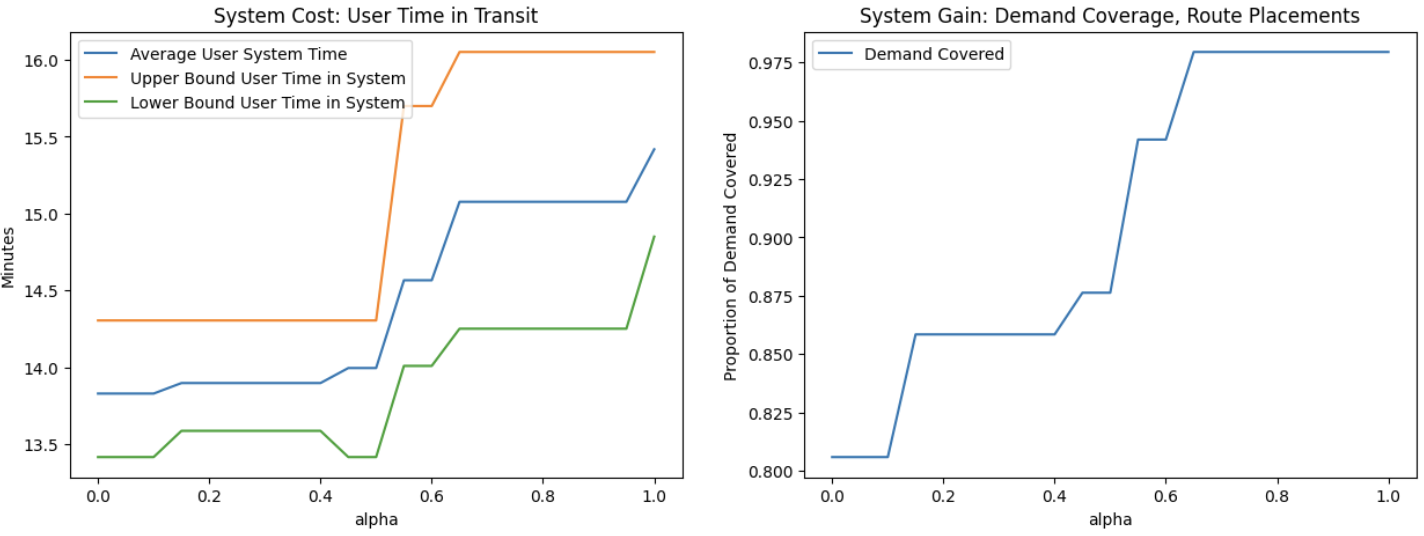 System Cost: User Time in Transit
Average User System Time
Upper Bound User Time in System
Lower Bound User Time in System
16.0
15.5
15.0
14.5
14.0
13.5
Minutes
0.0 0.2 0.4 0.6 0.8 1.0
alpha
System Gain: Demand Coverage, Route Placements
Demand Covered
0.975
0.950
0.925
0.900
0.875
0.850
0.825
0.800
Proportion of Demand Covered
0.0 0.2 0.4 0.6 0.8 1.0
alpha